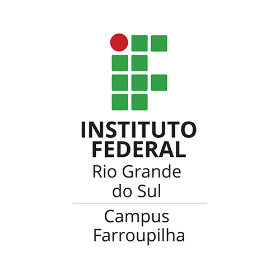 INSTITUTO
FEDERAL
Rio Grande
do Sul
Campus
Farroupilha